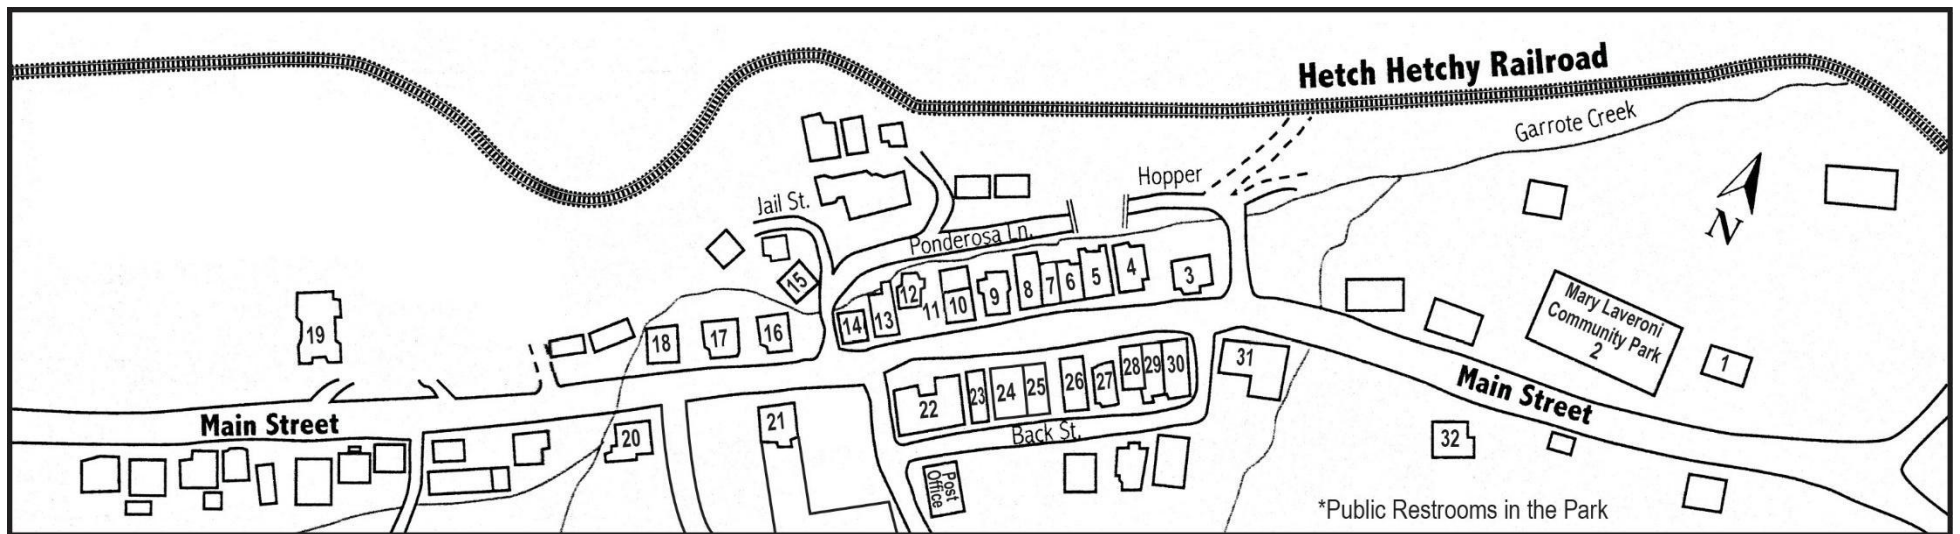 Hetch Hetchy Railroad
Garrote Creek
Hopper
Jail St.
Ponderosa Ln.
N
15
12
11
10
9
8
7
6
5
4
3
14
13
19
18
17
16
Mary Laveroni
Community Park
2
1
31
Main Street
Main Street
20
21
22
23
24
25
26
27
28
29
30
Back St.
32
Post
Office
*Public Restrooms in the Park